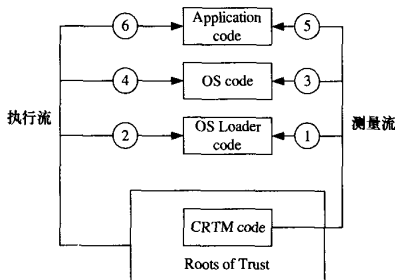 6
Application
code
5
4
OS code
3
执行流
测量流
2
OS Loader
code
1
CRTM code
Roots of Trust